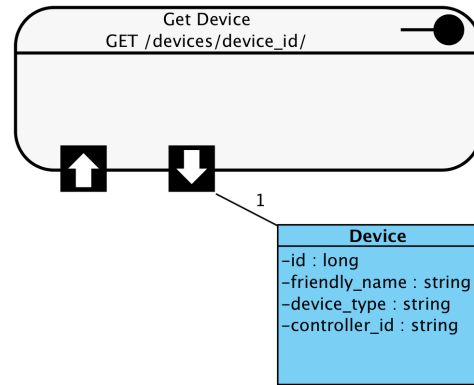 Get Device
GET /devices/device_id/
1
Device
-id : long
-friendly_name : string
-device_type : string
-controller_id : string